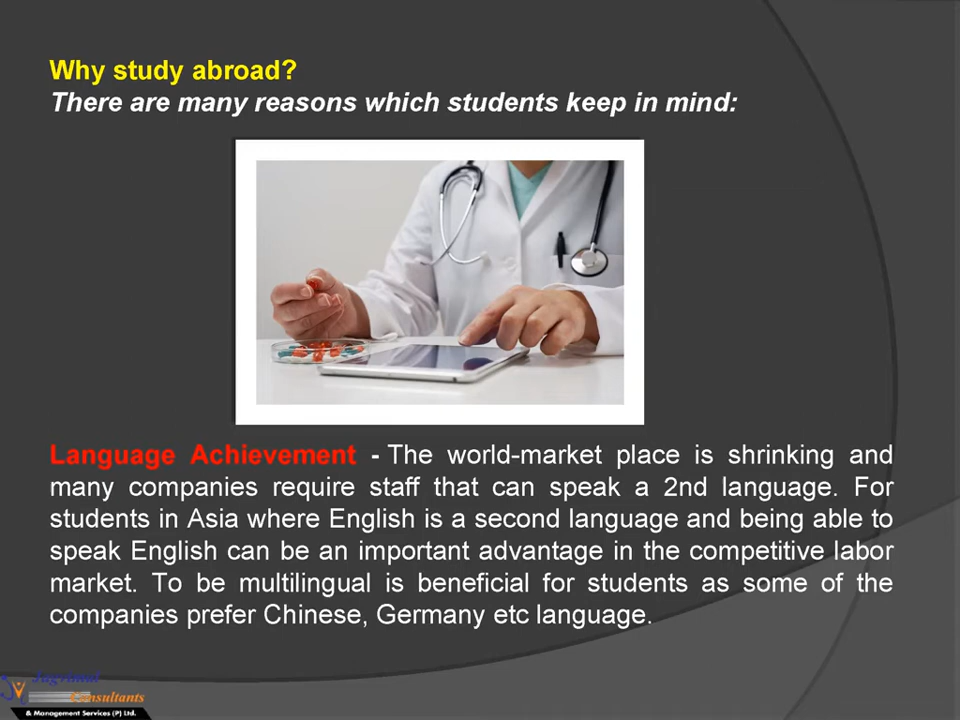 Why study abroad?
There are many reasons which students keep in mind:
Language Achievement - The world-market place is shrinking and
many companies require staff that can speak a 2nd language. For
students in Asia where English is a second language and being able to
speak English can be an important advantage in the competitive labor
market. To be multilingual is beneficial for students as some of the
companies prefer Chinese, Germany etc language.
Consultants
& Management Services (P) Ltd.